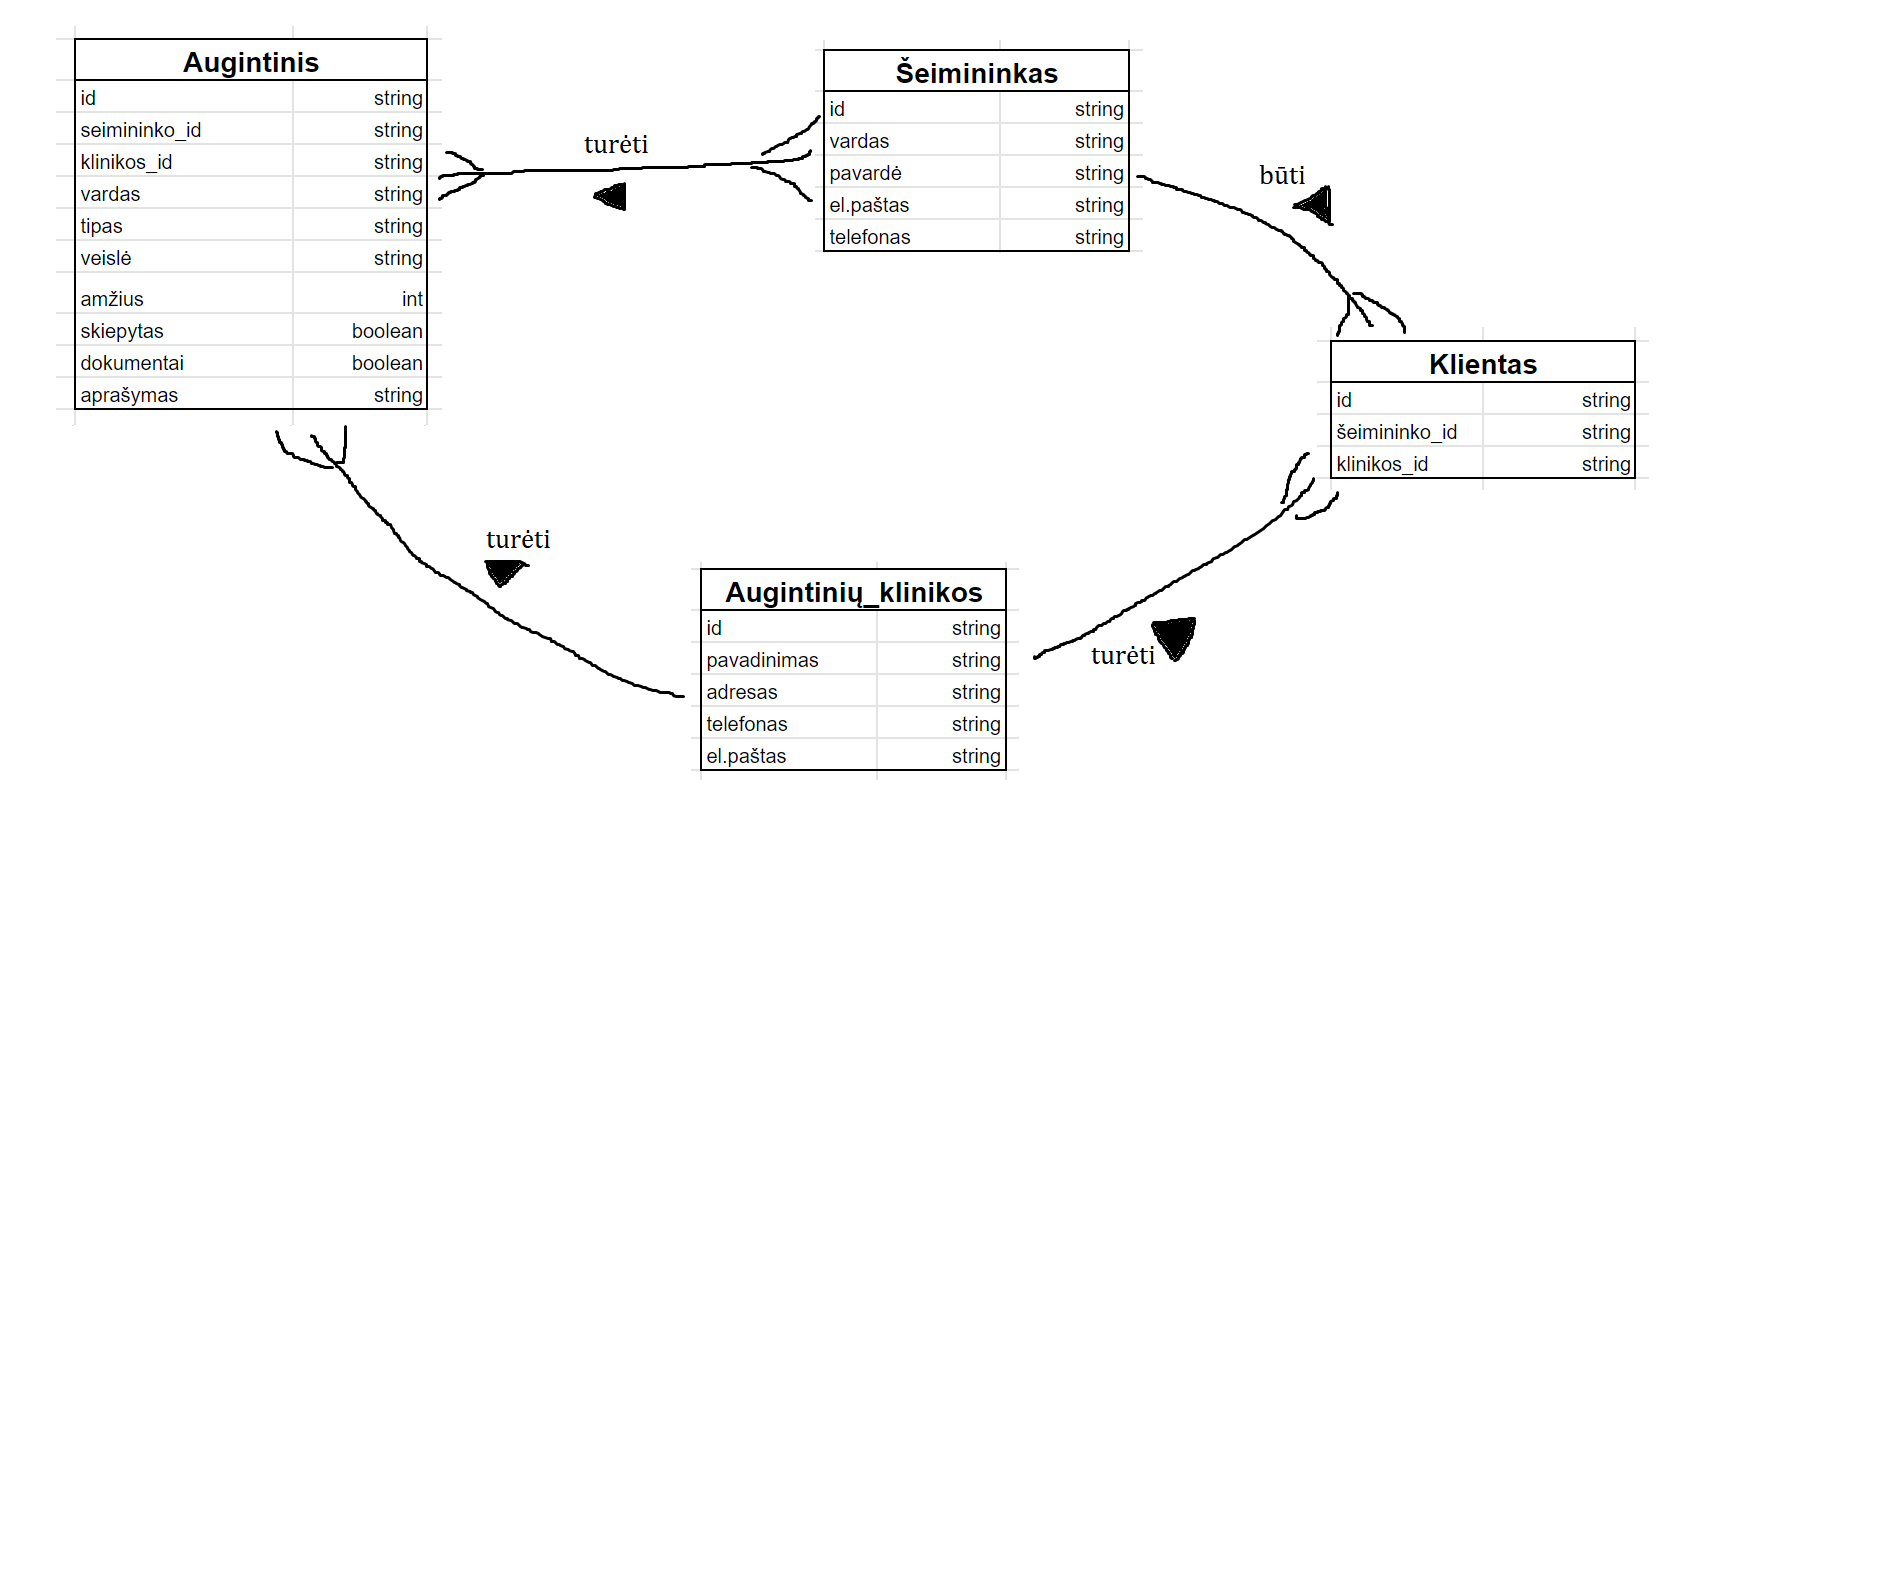 Augintinis
id string
seimininko_id string
klinikos_id string
vardas string
tipas string
veislė string
amžius int
skiepytas boolean
dokumentai boolean
aprašymas string
turėti
Šeimininkas
id string
vardas string
pavardė string
el.paštas string
telefonas string
būti
Klientas
id string
šeimininko_id string
klinikos_id string
turėti
Augintinių_klinikos
id string
pavadinimas string
adresas string
telefonas string
el.paštas string
turėti